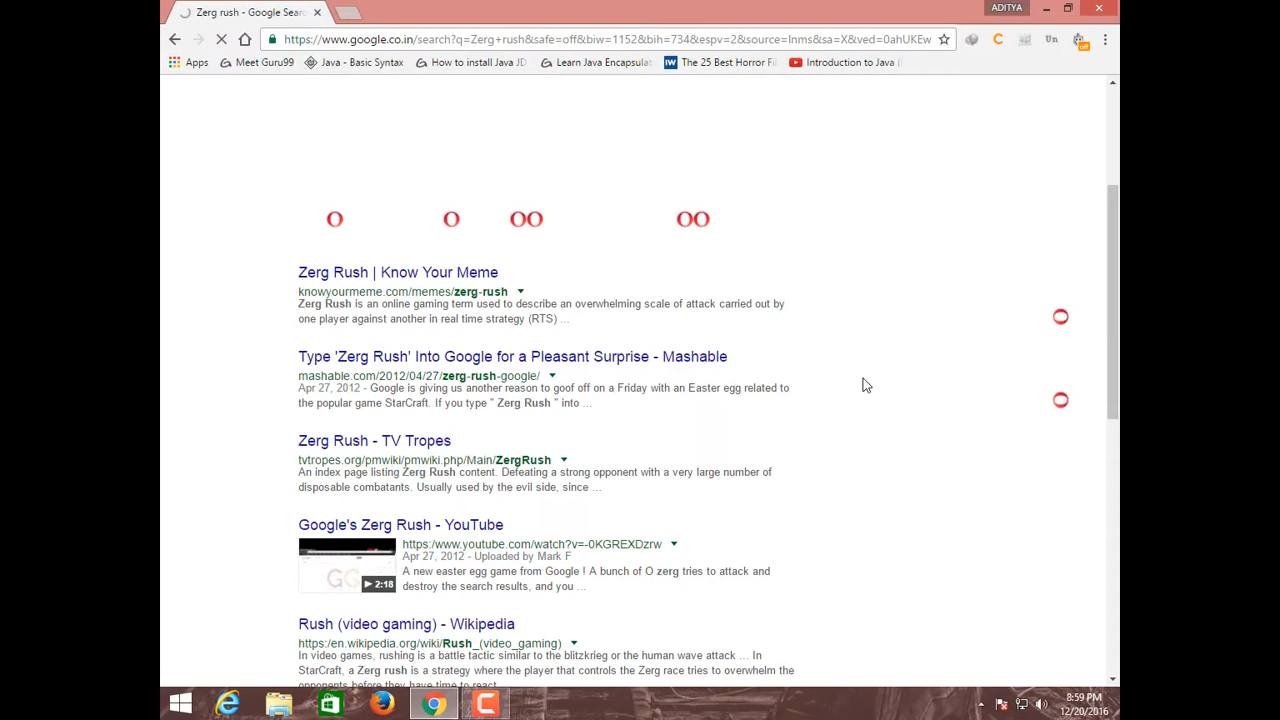 Zerg rush - Google Sear
ADITYA
https://www.google.co.in/search?q=Zerg+rush&safe=off&biw=1152&bih=734&espv=2&source=lnms&sa=X&ved=0ahUKEw
off
Apps Meet Guru99 Java - Basic Syntax How to install Java JD Learn Java Encapsulat IW The 25 Best Horror Fi Introduction to Java (
O O OO OO
Zerg Rush | Know Your Meme
knowyourmeme.com/memes/zerg-rush
Zerg Rush is an online gaming term used to describe an overwhelming scale of attack carried out by
one player against another in real time strategy (RTS) ...
O
Type 'Zerg Rush' Into Google for a Pleasant Surprise - Mashable
mashable.com/2012/04/27/zerg-rush-google/
Apr 27, 2012 - Google is giving us another reason to goof off on a Friday with an Easter egg related to
the popular game StarCraft. If you type " Zerg Rush " into ...
O
Zerg Rush - TV Tropes
tvtropes.org/pmwiki/pmwiki.php/Main/ZergRush
An index page listing Zerg Rush content. Defeating a strong opponent with a very large number of
disposable combatants. Usually used by the evil side, since ...
Google's Zerg Rush - YouTube
https:/www.youtube.com/watch?v=-0KGREXDzrw
Apr 27, 2012 - Uploaded by Mark F
A new easter egg game from Google ! A bunch of O zerg tries to attack and
destroy the search results, and you ...
GG
2:18
Rush (video gaming) - Wikipedia
https:/en.wikipedia.org/wiki/Rush_(video_gaming)
In video games, rushing is a battle tactic similar to the blitzkrieg or the human wave attack ... In
StarCraft, a Zerg rush is a strategy where the player that controls the Zerg race tries to overwhelm the
opponents before they have time to react
8:59 PM
12/20/2016